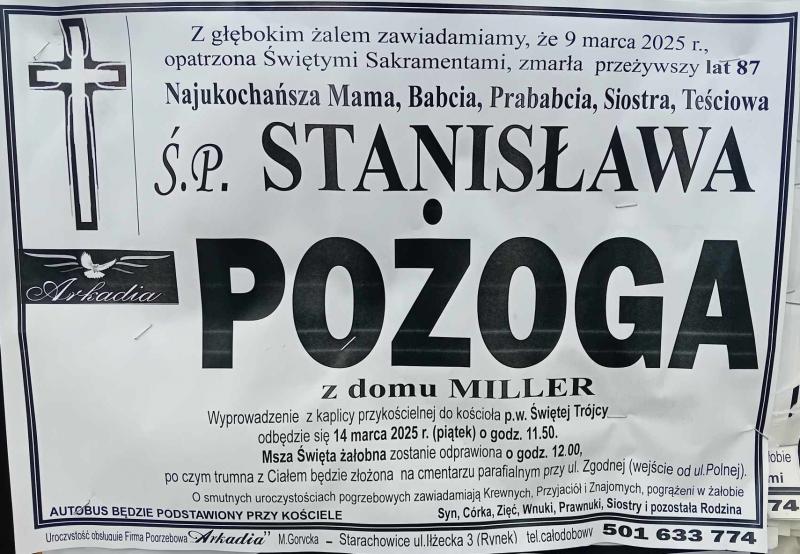 Z głębokim żalem zawiadamiamy, że 9 marca 2025 r.,
opatrzona Świętymi Sakramentami, zmarła przeżywszy lat 87
Najukochańsza Mama, Babcia, Prababcia, Siostra, Teściowa
Ś.P. STANISŁAWA
Arkadia
POŻOGA
z domu MILLER
Wyprowadzenie z kaplicy przykościelnej do kościoła p.w. Świętej Trójcy
odbędzie się 14 marca 2025 r. (piątek) o godz. 11.50.
Msza Święta żałobna zostanie odprawiona o godz. 12.00,
po czym trumna z Ciałem będzie złożona na cmentarzu parafialnym przy ul. Zgodnej (wejście od ul.Polnej).
O smutnych uroczystościach pogrzebowych zawiadamiają Krewnych, Przyjaciół i Znajomych, pogrążeni w żałobie
AUTOBUS BĘDZIE PODSTAWIONY PRZY KOŚCIELE
Syn, Córka, Zięć, Wnuki, Prawnuki, Siostry i pozostała Rodzina
Uroczystość obsługuje Firma Pogrzebowa "Arkadia" M.Gorycka – Starachowice ul.Iłżecka 3 (Rynek) tel.całodobowy 501 633 774